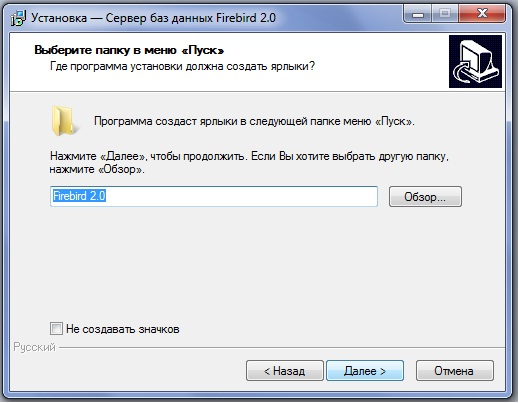 Установка — Сервер баз данных Firebird 2.0
Выберите папку в меню «Пуск»
Где программа установки должна создать ярлыки?
Программа создаст ярлыки в следующей папке меню «Пуск».
Нажмите «Далее», чтобы продолжить. Если Вы хотите выбрать другую папку,
нажмите «Обзор».
Firebird 2.0
Обзор...
Не создавать значков
Русский
< Назад
Далее >
Отмена